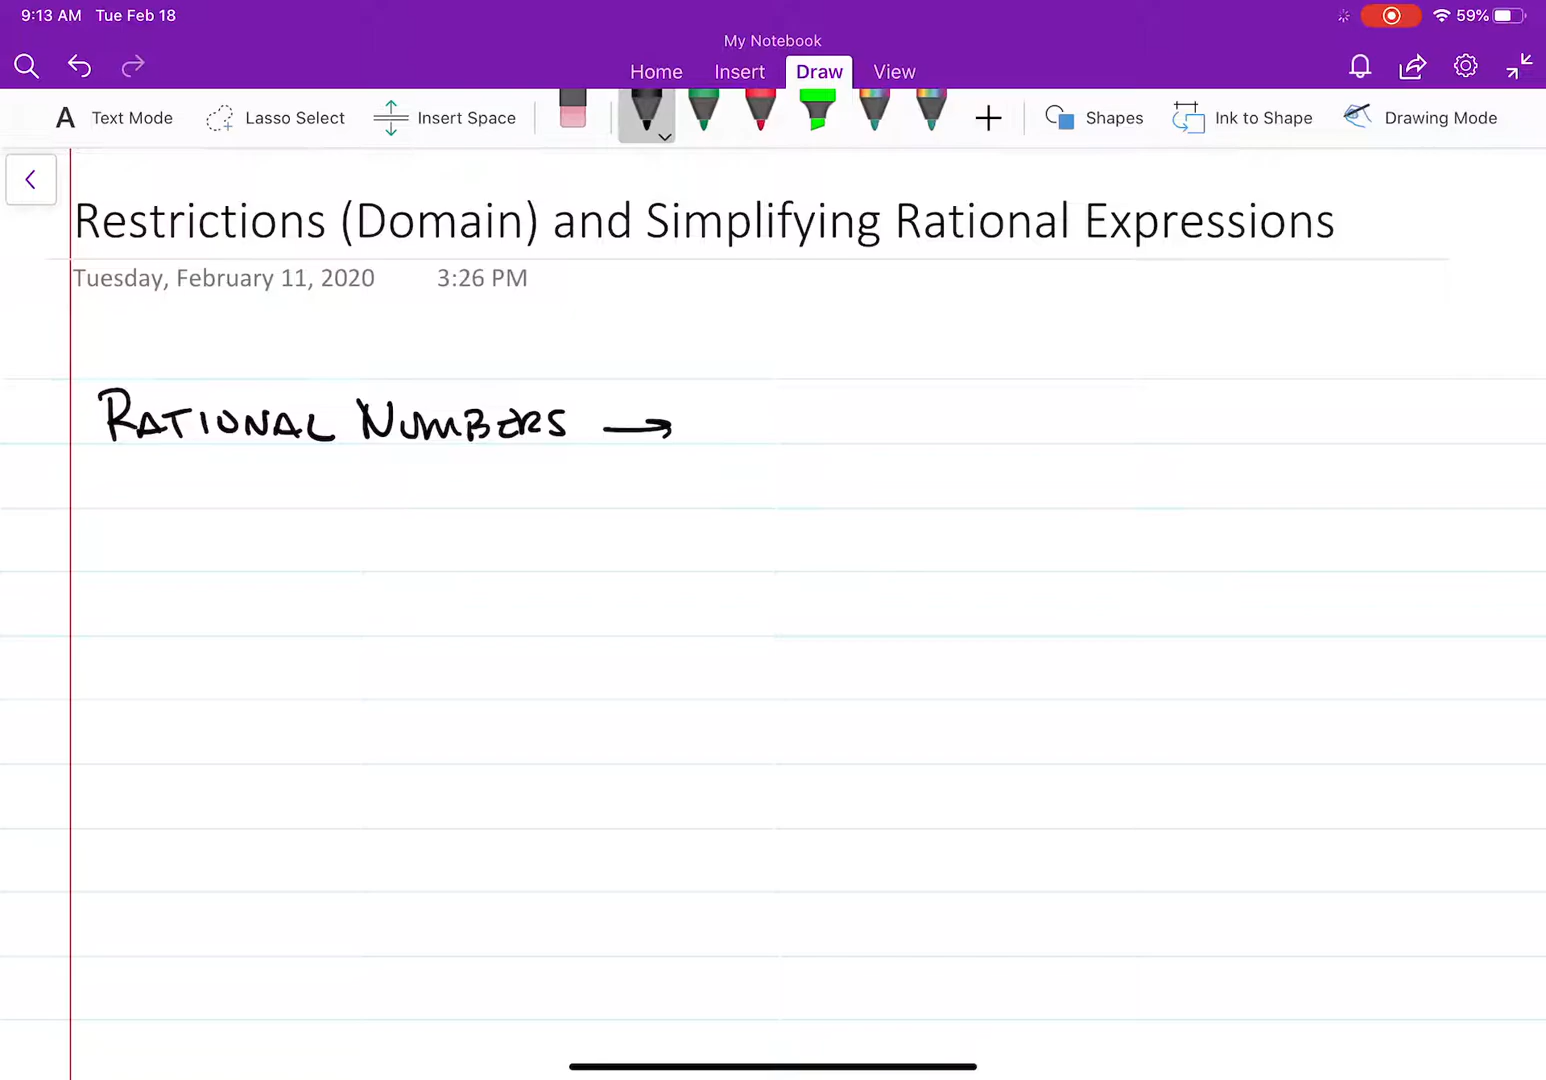 9:13 AM Tue Feb 18 59%
My Notebook
Home Insert Draw View
A Text Mode Lasso Select Insert Space Shapes Ink to Shape Drawing Mode
Restrictions (Domain) and Simplifying Rational Expressions
Tuesday, February 11, 2020 3:26 PM
RATIONAL NUMBERS →